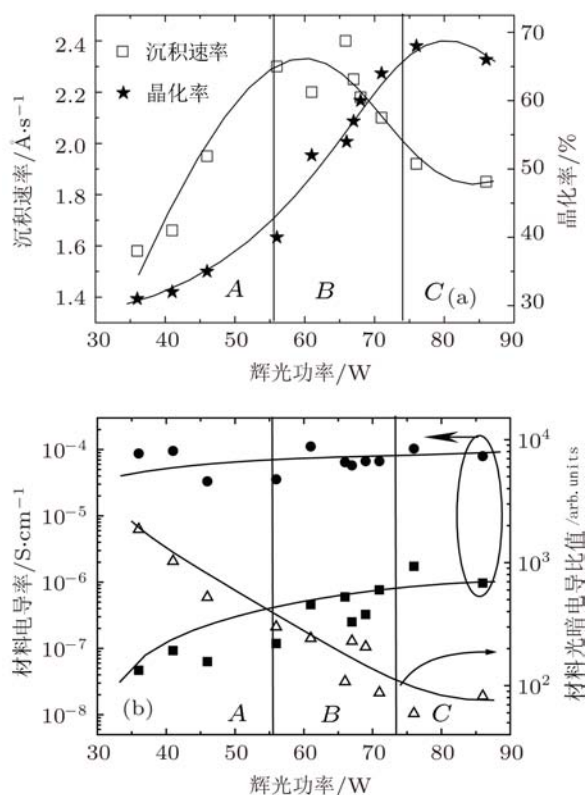 2.4
2.2
2.0
1.8
1.6
1.4
沉积速率/Å·s⁻¹
□ 沉积速率
★ 晶化率
A
B
C (a)
70
60
50
40
30
晶化率/%
30 40 50 60 70 80 90
辉光功率/W
10⁻⁴
10⁻⁵
10⁻⁶
10⁻⁷
10⁻⁸
材料电导率/S·cm⁻¹
(b)
A
B
C
10⁴
10³
10²
材料光暗电导比值/arb.units
30 40 50 60 70 80 90
辉光功率/W